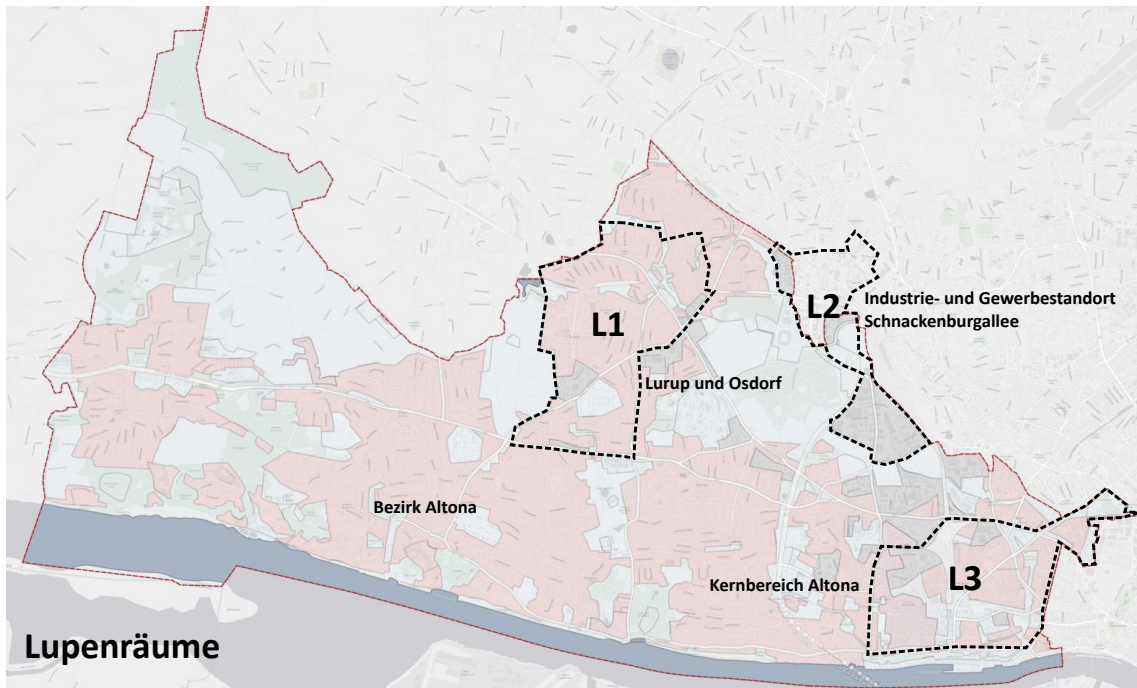 L1
L2
Industrie- und Gewerbestandort
Schnackenburgallee
Lurup und Osdorf
Bezirk Altona
Kernbereich Altona
L3
Lupenräume